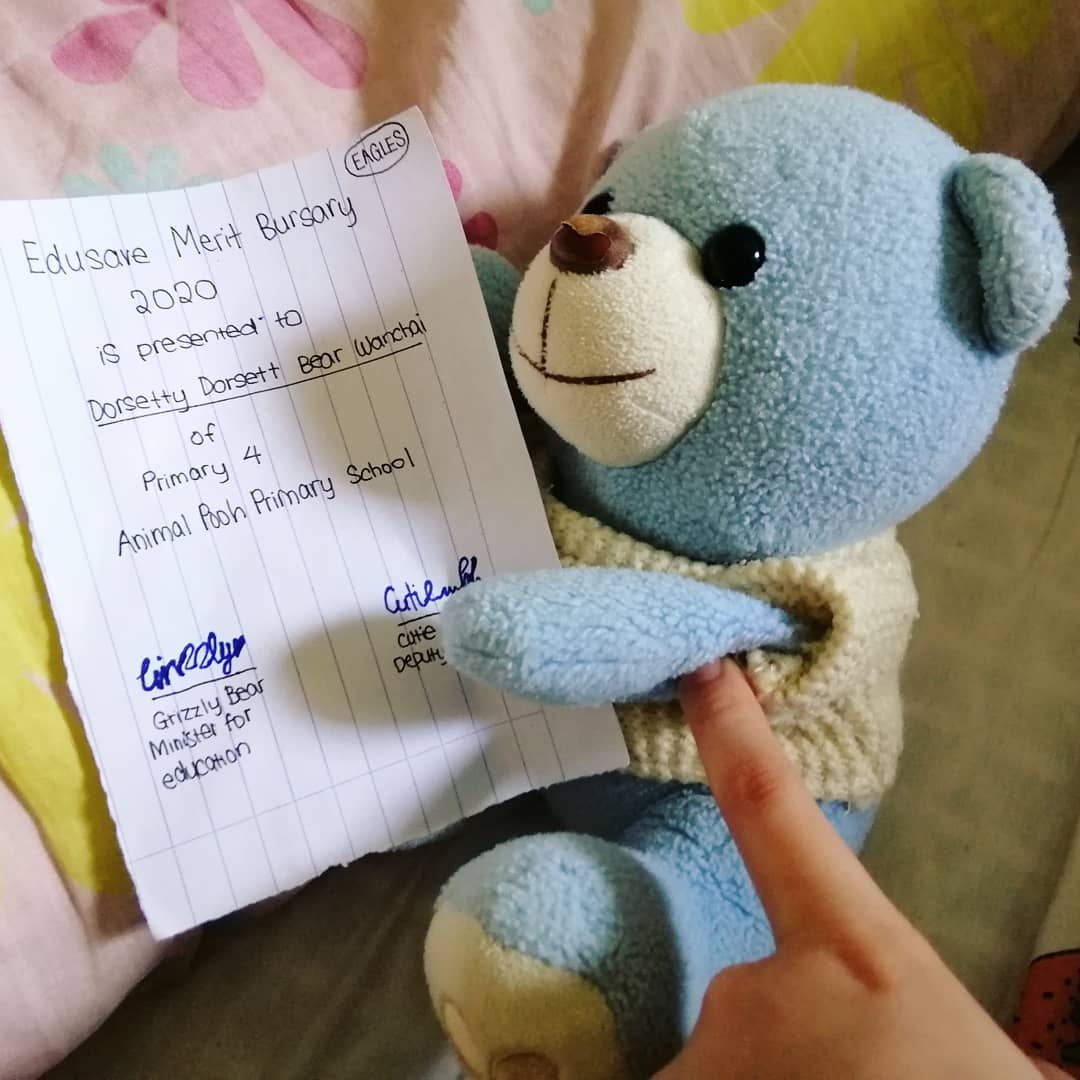 EAGLES
Edusave Merit Bursary
2020
is presented to
Dorsetty Dorsett Bear Wanchai
of
Primary 4
Animal Pooh Primary School
Cutie
Deputy
Grizzly Bear
Minister for
education